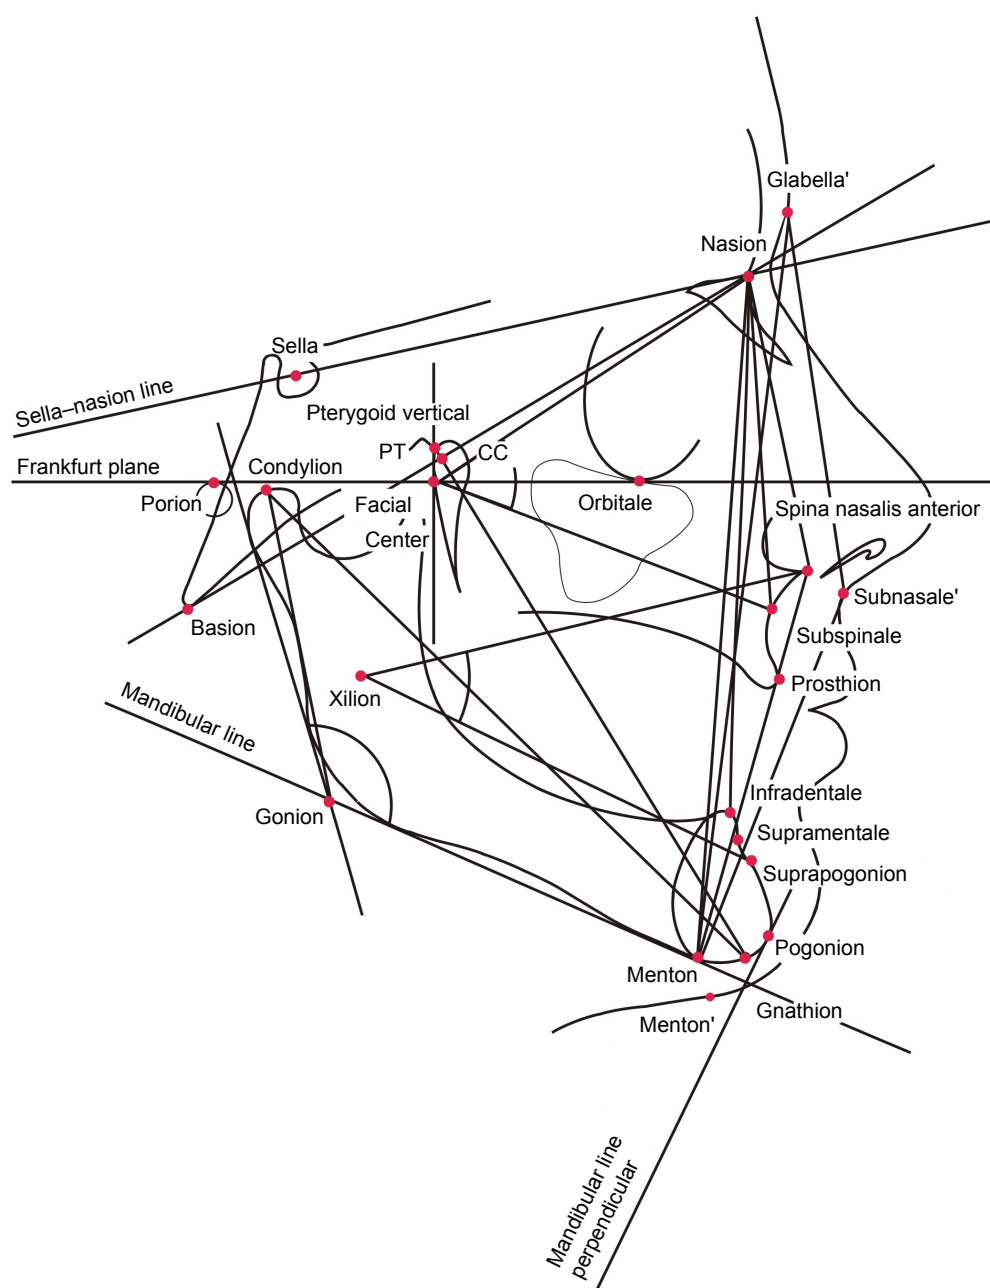 Glabella'
Nasion
Sella
Sella–nasion line
Pterygoid vertical
PT
CC
Frankfurt plane
Condylion
Porion
Facial
Center
Orbitale
Spina nasalis anterior
Subnasale'
Basion
Subspinale
Xilion
Prosthion
Mandibular line
Gonion
Infradentale
Supramentale
Suprapogonion
Pogonion
Menton
Gnathion
Menton'
Mandibular line
perpendicular